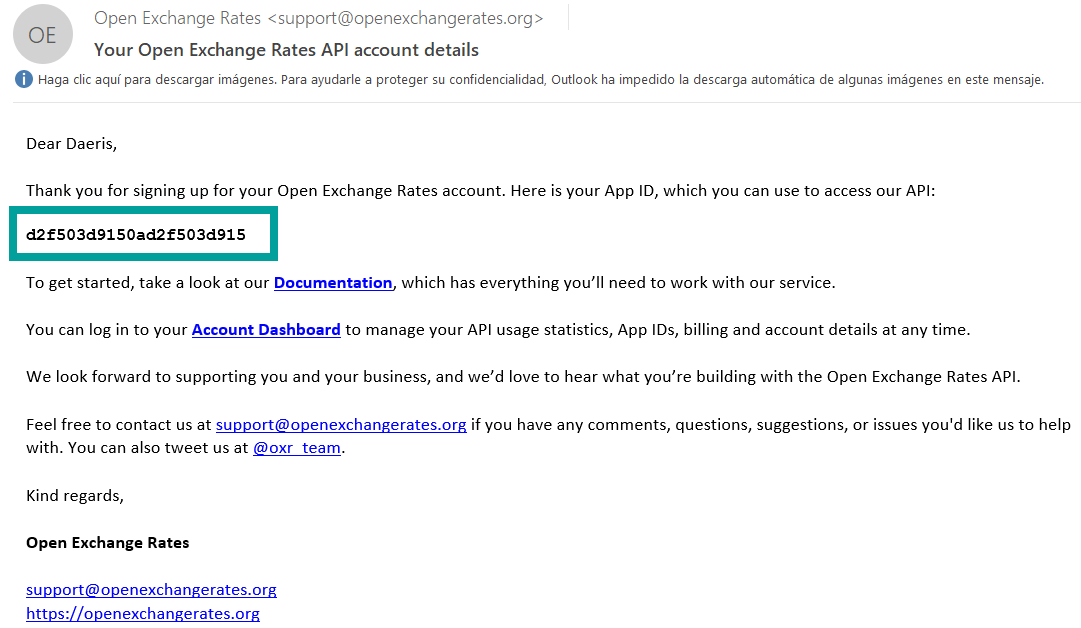 OE
Open Exchange Rates <support@openexchangerates.org>
Your Open Exchange Rates API account details
i Haga clic aquí para descargar imágenes. Para ayudarle a proteger su confidencialidad, Outlook ha impedido la descarga automática de algunas imágenes en este mensaje.
Dear Daeris,
Thank you for signing up for your Open Exchange Rates account. Here is your App ID, which you can use to access our API:
d2f503d9150ad2f503d915
To get started, take a look at our Documentation, which has everything you’ll need to work with our service.
You can log in to your Account Dashboard to manage your API usage statistics, App IDs, billing and account details at any time.
We look forward to supporting you and your business, and we’d love to hear what you’re building with the Open Exchange Rates API.
Feel free to contact us at support@openexchangerates.org if you have any comments, questions, suggestions, or issues you'd like us to help
with. You can also tweet us at @oxr_team.
Kind regards,
Open Exchange Rates
support@openexchangerates.org
https://openexchangerates.org